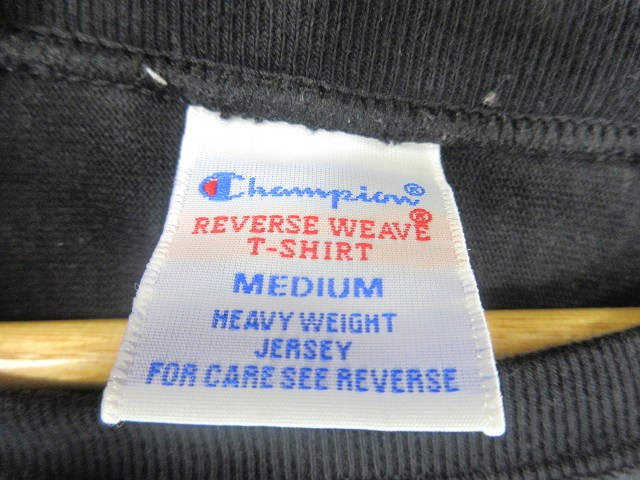 Champion®
REVERSE WEAVE®
T-SHIRT
MEDIUM
HEAVY WEIGHT
JERSEY
FOR CARE SEE REVERSE